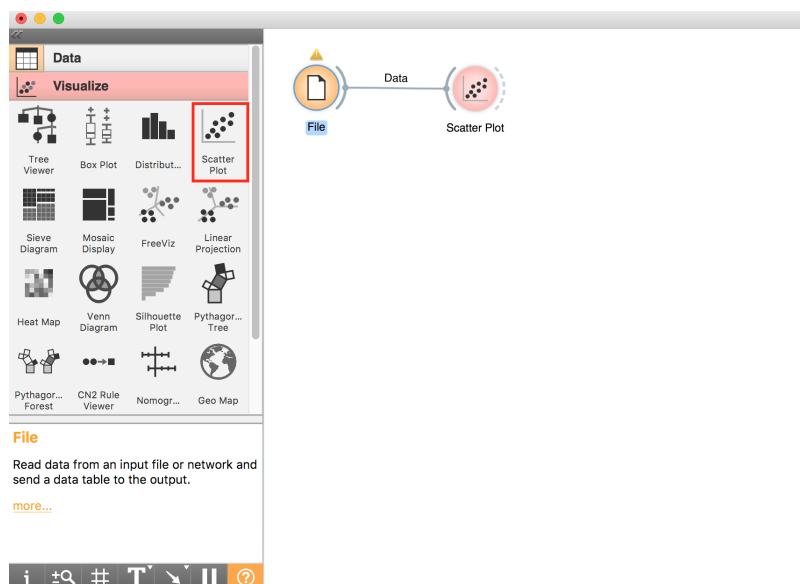 Data
Visualize
Tree
Viewer
Box Plot
Distribut...
Scatter
Plot
Sieve
Diagram
Mosaic
Display
FreeViz
Linear
Projection
Heat Map
Venn
Diagram
Silhouette
Plot
Pythagor...
Tree
Pythagor...
Forest
CN2 Rule
Viewer
Nomogr...
Geo Map
File
Read data from an input file or network and
send a data table to the output.
more...
Data
File
Scatter Plot